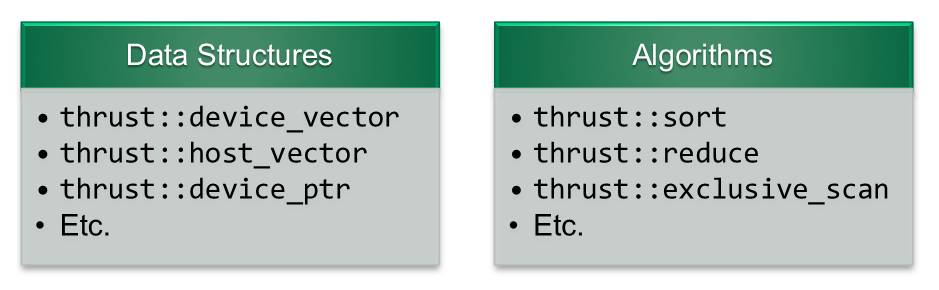 Data Structures
• thrust::device_vector
• thrust::host_vector
• thrust::device_ptr
• Etc.
Algorithms
• thrust::sort
• thrust::reduce
• thrust::exclusive_scan
• Etc.